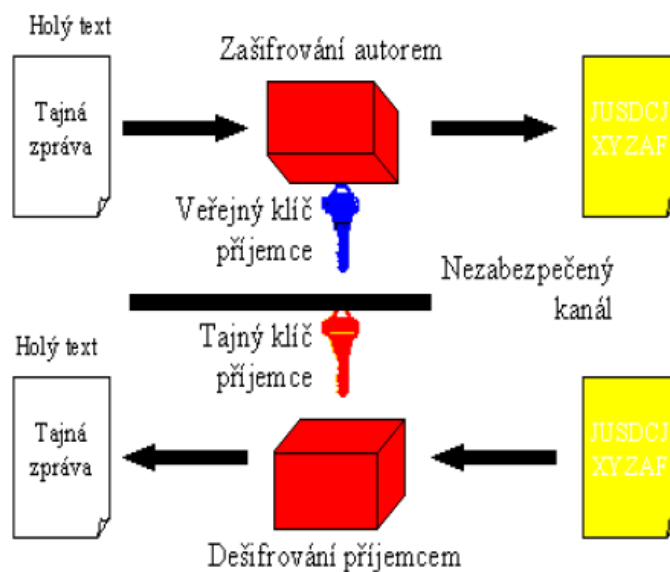 Holý text
Zašifrování autorem
Tajná
zpráva
JUSDCJ
XYZAF
Veřejný klíč
příjemce
Nezabezpečený
kanál
Tajný klíč
příjemce
Holý text
Tajná
zpráva
JUSDCJ
XYZAF
Dešifrování příjemcem